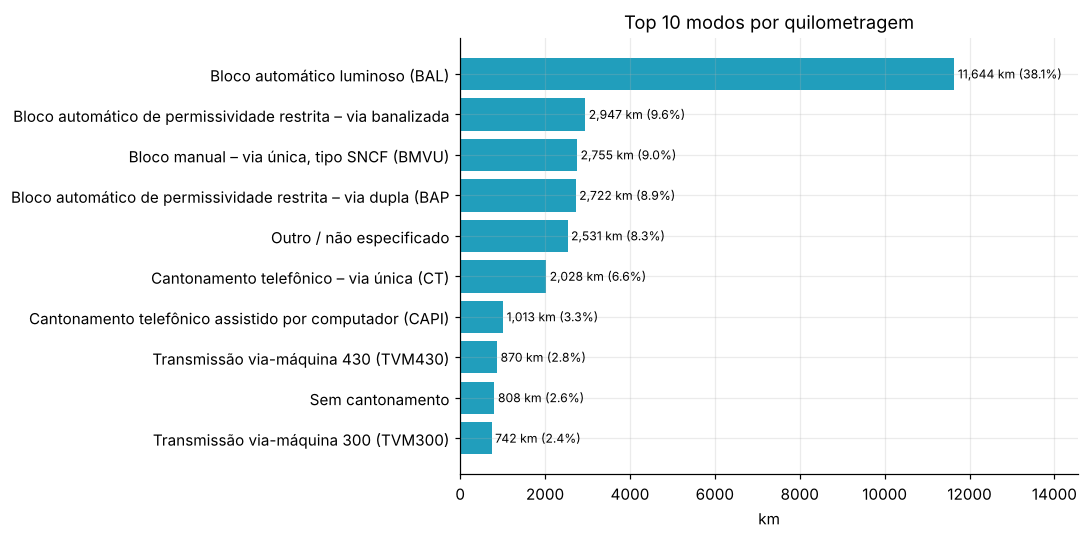 Top 10 modos por quilometragem
Bloco automático luminoso (BAL) 11,644 km (38.1%)
Bloco automático de permissividade restrita – via banalizada 2,947 km (9.6%)
Bloco manual – via única, tipo SNCF (BMVU) 2,755 km (9.0%)
Bloco automático de permissividade restrita – via dupla (BAP 2,722 km (8.9%)
Outro / não especificado 2,531 km (8.3%)
Cantonamento telefônico – via única (CT) 2,028 km (6.6%)
Cantonamento telefônico assistido por computador (CAPI) 1,013 km (3.3%)
Transmissão via-máquina 430 (TVM430) 870 km (2.8%)
Sem cantonamento 808 km (2.6%)
Transmissão via-máquina 300 (TVM300) 742 km (2.4%)
0 2000 4000 6000 8000 10000 12000 14000
km